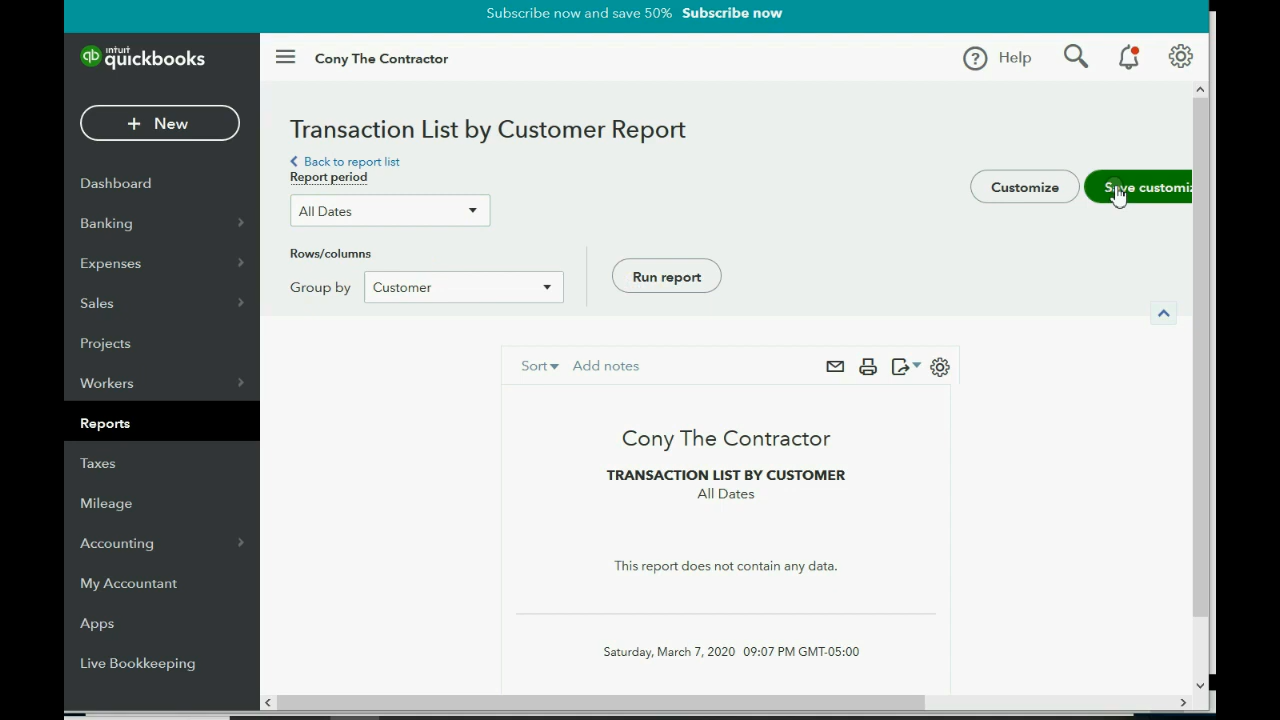 Subscribe now and save 50% Subscribe now
intuit
quickbooks
Cony The Contractor
Help
+ New
Transaction List by Customer Report
Back to report list
Report period
Customize
All Dates
Rows/columns
Group by Customer
Run report
Dashboard
Banking
Expenses
Sales
Projects
Workers
Reports
Taxes
Mileage
Accounting
My Accountant
Apps
Live Bookkeeping
Sort Add notes
Cony The Contractor
TRANSACTION LIST BY CUSTOMER
All Dates
This report does not contain any data.
Saturday, March 7, 2020 09:07 PM GMT-05:00